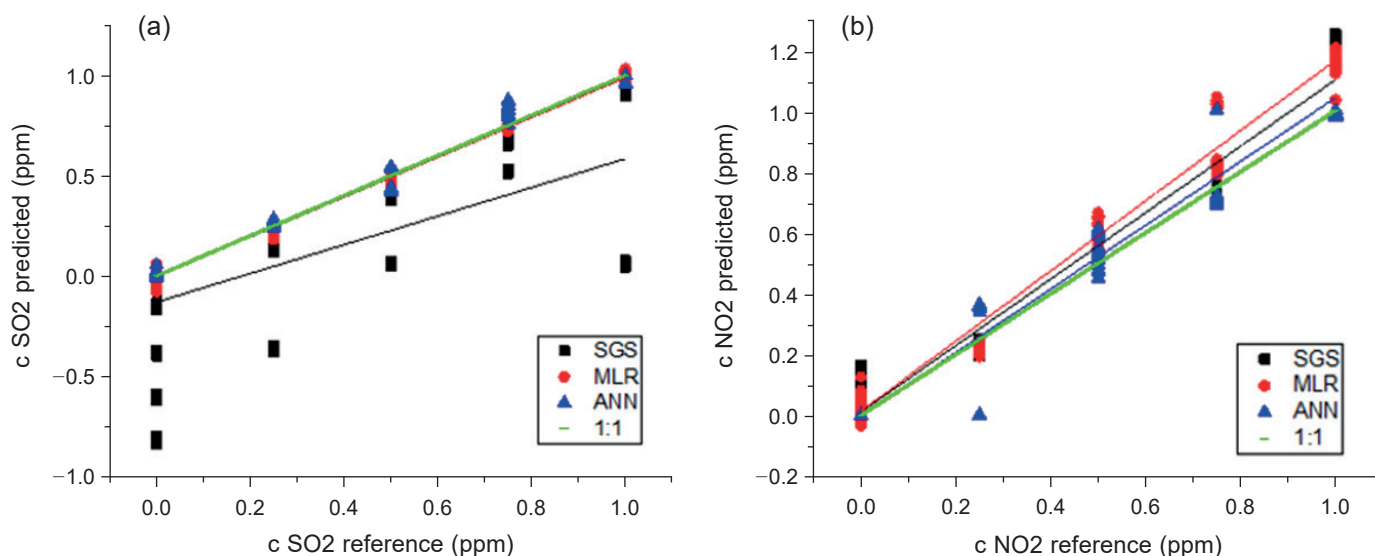 (a)
1.0
0.5
0.0
−0.5
−1.0
c SO2 predicted (ppm)
SGS
MLR
ANN
1:1
0.0 0.2 0.4 0.6 0.8 1.0
c SO2 reference (ppm)
(b)
1.2
1.0
0.8
0.6
0.4
0.2
0.0
−0.2
c NO2 predicted (ppm)
SGS
MLR
ANN
1:1
0.0 0.2 0.4 0.6 0.8 1.0
c NO2 reference (ppm)